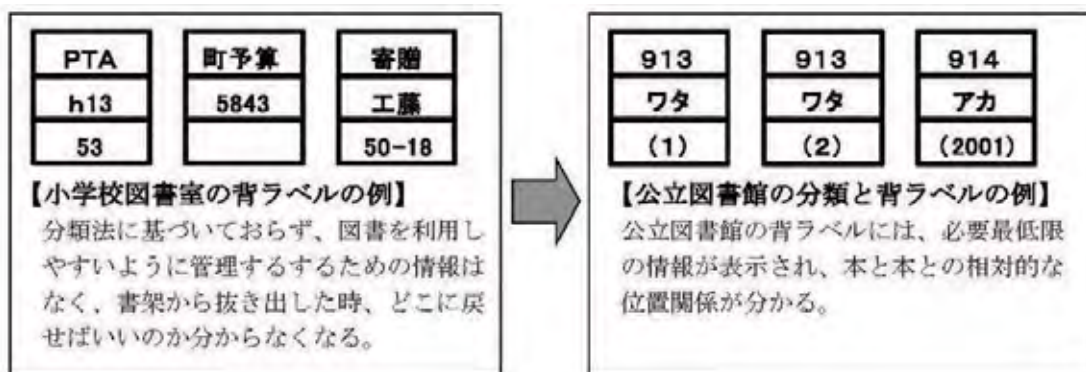 PTA
h13
53
町予算
5843
寄贈
工藤
50-18
【小学校図書室の背ラベルの例】
分類法に基づいておらず、図書を利用し
やすいように管理するするための情報は
なく、書架から抜き出した時、どこに戻
せばいいのか分からなくなる。
913
ワタ
(1)
913
ワタ
(2)
914
アカ
(2001)
【公立図書館の分類と背ラベルの例】
公立図書館の背ラベルには、必要最低限
の情報が表示され、本と本との相対的な
位置関係が分かる。